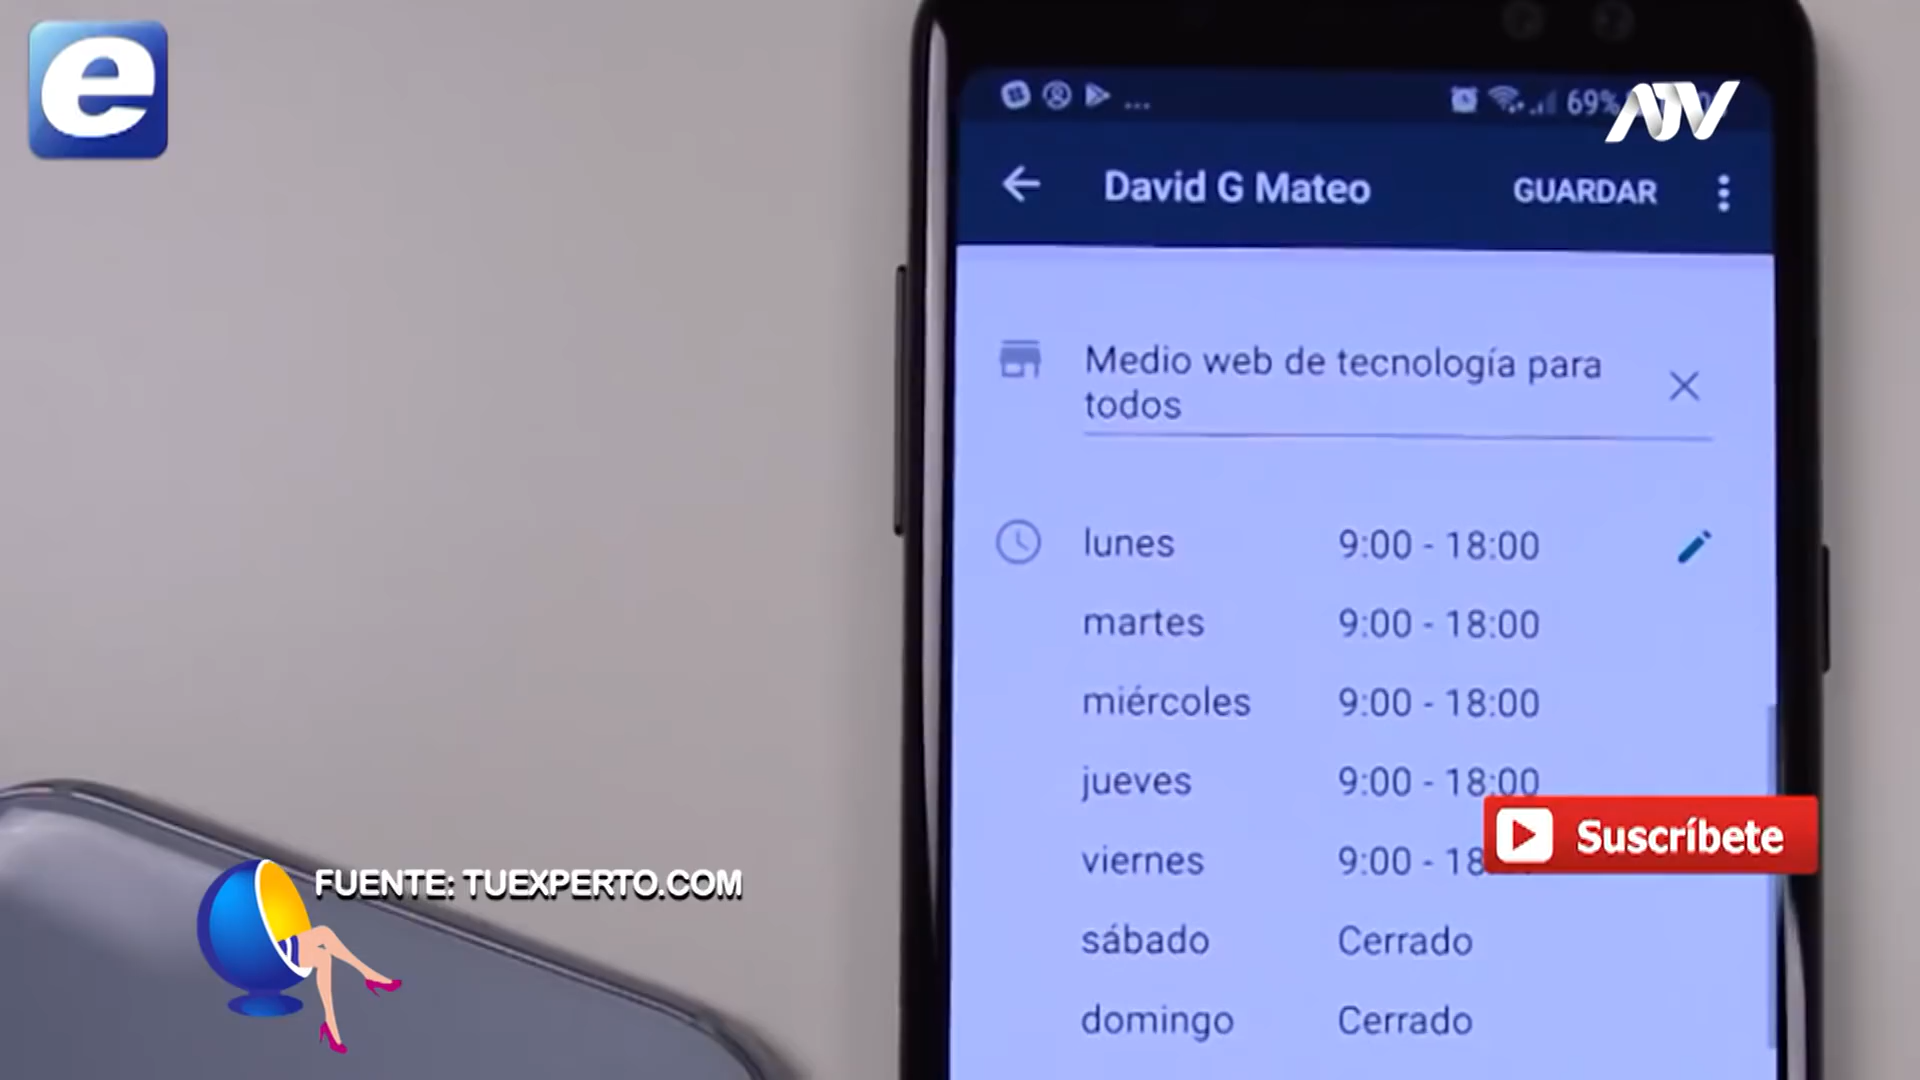 e
69%
ATV
David G Mateo
GUARDAR
Medio web de tecnología para
todos
lunes 9:00 - 18:00
martes 9:00 - 18:00
miércoles 9:00 - 18:00
jueves 9:00 - 18:00
viernes 9:00 - 18
Suscríbete
FUENTE: TUEXPERTO.COM
sábado Cerrado
domingo Cerrado